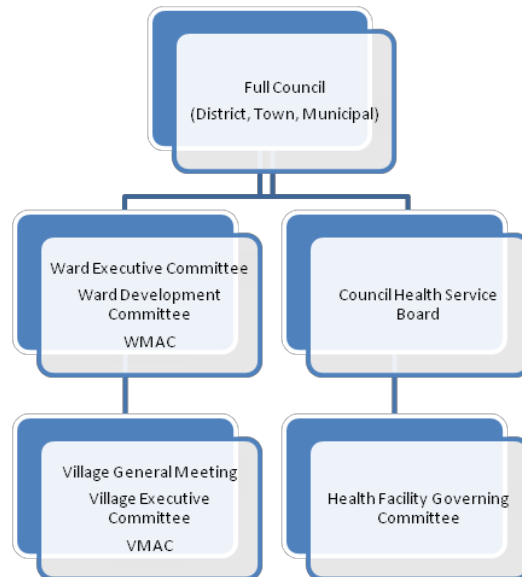 Full Council
(District, Town, Municipal)
Ward Executive Committee
Ward Development
Committee
WMAC
Council Health Service
Board
Village General Meeting
Village Executive
Committee
VMAC
Health Facility Governing
Committee